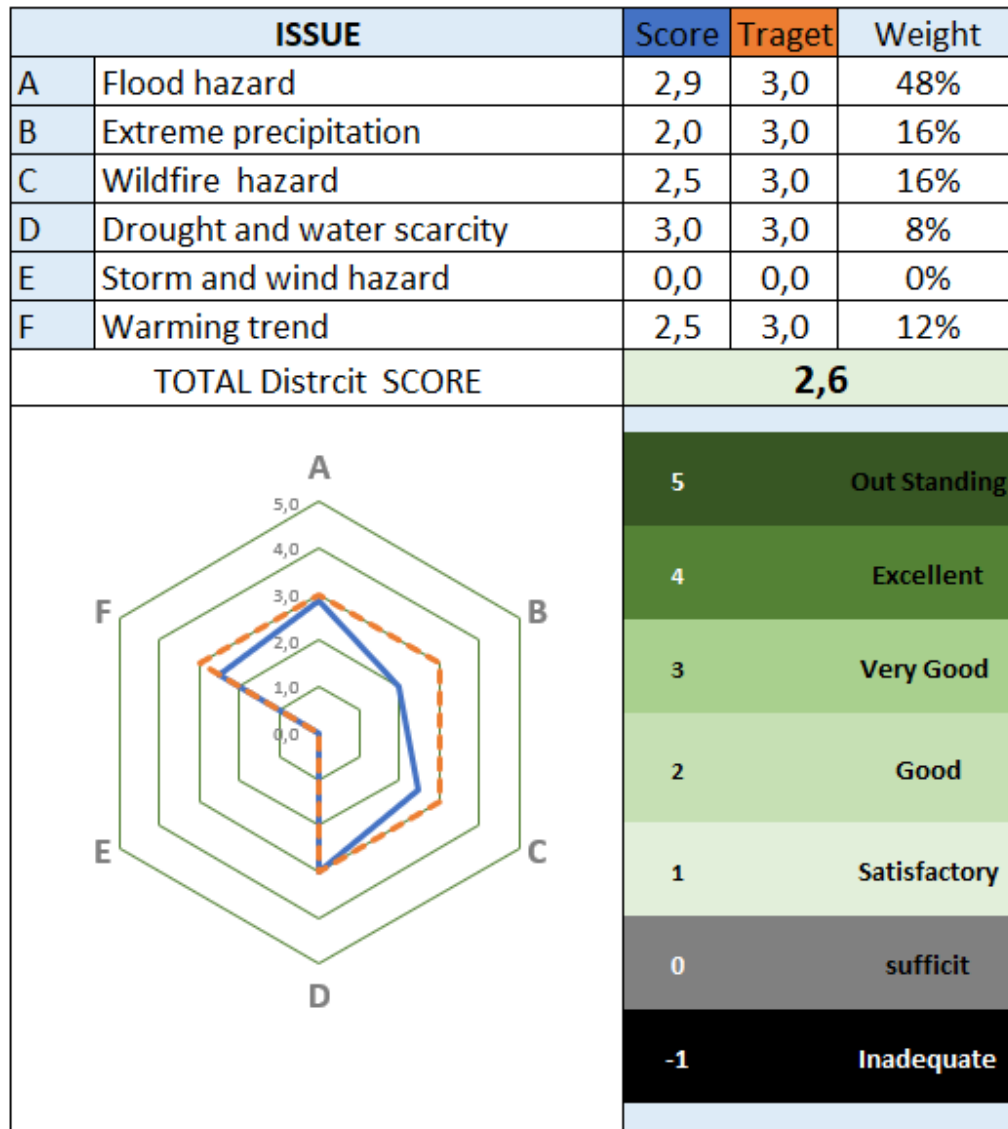 ISSUE Score Traget Weight
A Flood hazard 2,9 3,0 48%
B Extreme precipitation 2,0 3,0 16%
C Wildfire hazard 2,5 3,0 16%
D Drought and water scarcity 3,0 3,0 8%
E Storm and wind hazard 0,0 0,0 0%
F Warming trend 2,5 3,0 12%
TOTAL Distrcit SCORE 2,6
A
5,0
4,0
3,0
2,0
1,0
0,0
B
C
D
E
F
5 Out Standing
4 Excellent
3 Very Good
2 Good
1 Satisfactory
0 sufficit
-1 Inadequate